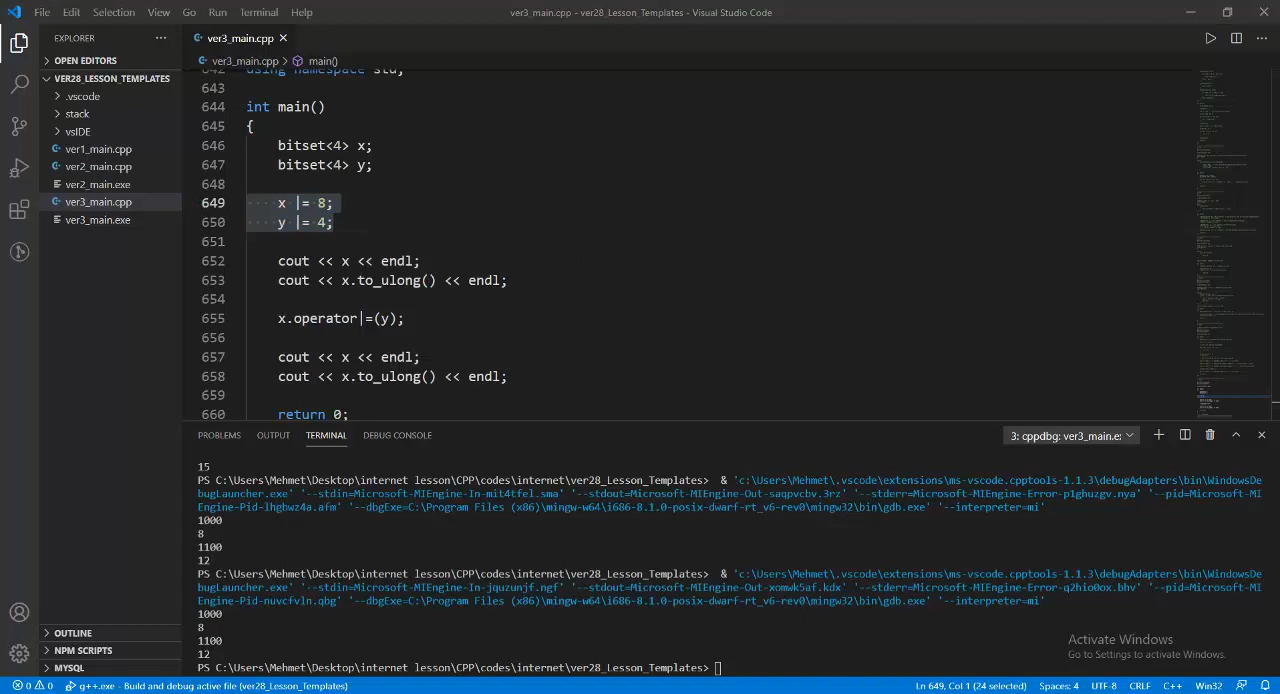 File Edit Selection View Go Run Terminal Help
ver3_main.cpp - ver28_Lesson_Templates - Visual Studio Code
EXPLORER
OPEN EDITORS
VER28_LESSON_TEMPLATES
.vscode
stack
vsIDE
ver1_main.cpp
ver2_main.cpp
ver2_main.exe
ver3_main.cpp
ver3_main.exe
OUTLINE
NPM SCRIPTS
MYSQL
ver3_main.cpp
ver3_main.cpp > main()
642 using namespace std;
643
644 int main()
645 {
646 bitset<4> x;
647 bitset<4> y;
648
649 x |= 8;
650 y |= 4;
651
652 cout << x << endl;
653 cout << x.to_ulong() << endl;
654
655 x.operator|=(y);
656
657 cout << x << endl;
658 cout << x.to_ulong() << endl;
659
660 return 0;
PROBLEMS OUTPUT TERMINAL DEBUG CONSOLE
3: cppdbg: ver3_main.e:
15
PS C:\Users\Mehmet\Desktop\internet lesson\CPP\codes\internet\ver28_Lesson_Templates> & 'c:\Users\Mehmet\.vscode\extensions\ms-vscode.cpptools-1.1.3\debugAdapters\bin\WindowsDe
bugLauncher.exe' '--stdin=Microsoft-MIEngine-In-mit4tfel.sma' '--stdout=Microsoft-MIEngine-Out-saqpvcbv.3rz' '--stderr=Microsoft-MIEngine-Error-p1ghuzgv.nya' '--pid=Microsoft-MI
Engine-Pid-lhgbwz4a.afm' '--dbgExe=C:\Program Files (x86)\mingw-w64\i686-8.1.0-posix-dwarf-rt_v6-rev0\mingw32\bin\gdb.exe' '--interpreter=mi'
1000
8
1100
12
PS C:\Users\Mehmet\Desktop\internet lesson\CPP\codes\internet\ver28_Lesson_Templates> & 'c:\Users\Mehmet\.vscode\extensions\ms-vscode.cpptools-1.1.3\debugAdapters\bin\WindowsDe
bugLauncher.exe' '--stdin=Microsoft-MIEngine-In-jquzunjf.ngf' '--stdout=Microsoft-MIEngine-Out-xomwk5af.kdx' '--stderr=Microsoft-MIEngine-Error-q2hio0ox.bhv' '--pid=Microsoft-MI
Engine-Pid-nuvcfvln.qbg' '--dbgExe=C:\Program Files (x86)\mingw-w64\i686-8.1.0-posix-dwarf-rt_v6-rev0\mingw32\bin\gdb.exe' '--interpreter=mi'
1000
8
1100
12
PS C:\Users\Mehmet\Desktop\internet lesson\CPP\codes\internet\ver28_Lesson_Templates>
Activate Windows
Go to Settings to activate Windows.
0 0 g++.exe - Build and debug active file (ver28_Lesson_Templates)
Ln 649, Col 1 (24 selected) Spaces: 4 UTF-8 CRLF C++ Win32